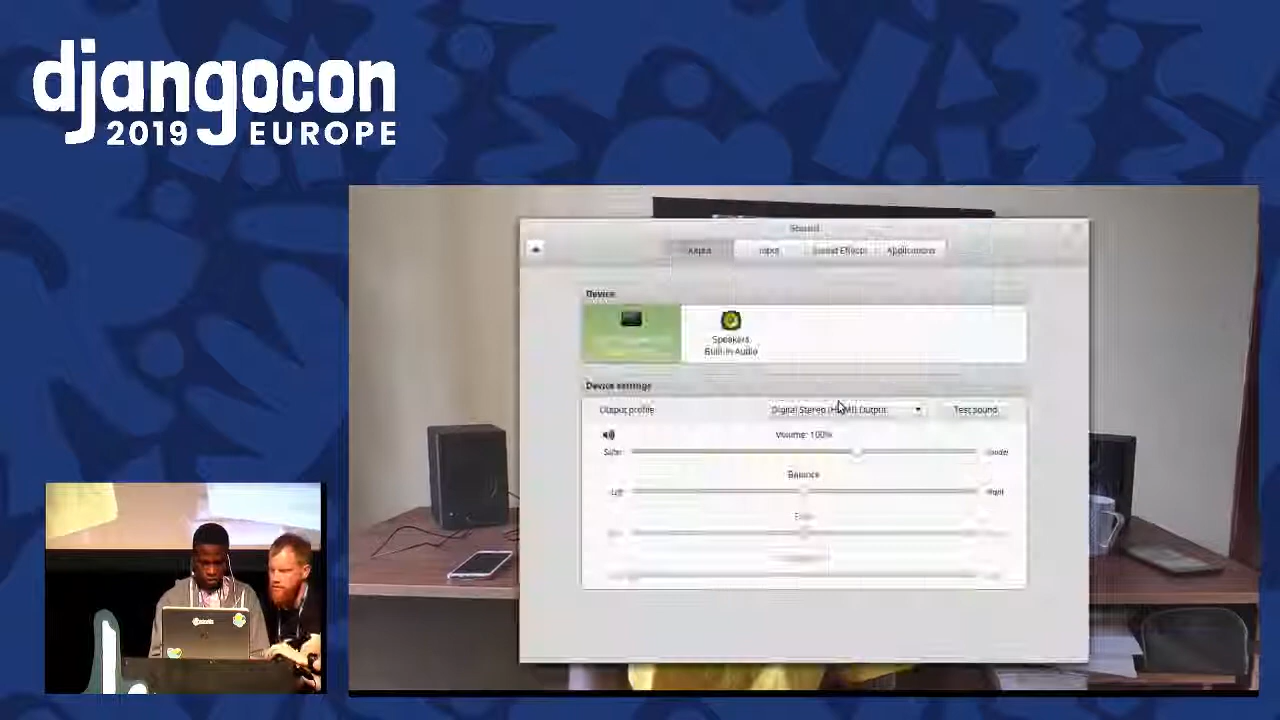 djangocon
2019 EUROPE
Sound
Output Input Sound Effects Applications
Device
Speakers
Built-in Audio
Device settings
Output profile Digital Stereo (HDMI) Output Test sound
Volume: 100%
Softer Louder
Balance
Left Right